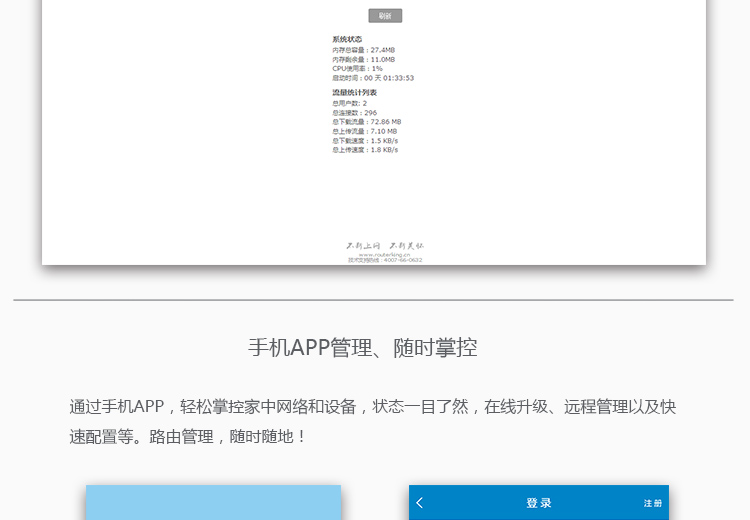 刷新
系统状态
内存总容量：27.4MB
内存剩余量：11.0MB
CPU使用率：1%
启动时间：00 天 01:33:53
流量统计列表
总用户数: 2
总连接数：296
总下载流量：72.86 MB
总上传流量：7.10 MB
总下载速度：1.5 KB/s
总上传速度：1.8 KB/s
www.routerking.cn
技术支持热线：4007-66-0632
手机APP管理、随时掌控
通过手机APP，轻松掌控家中网络和设备，状态一目了然，在线升级、远程管理以及快
速配置等。路由管理，随时随地！
登录 注册